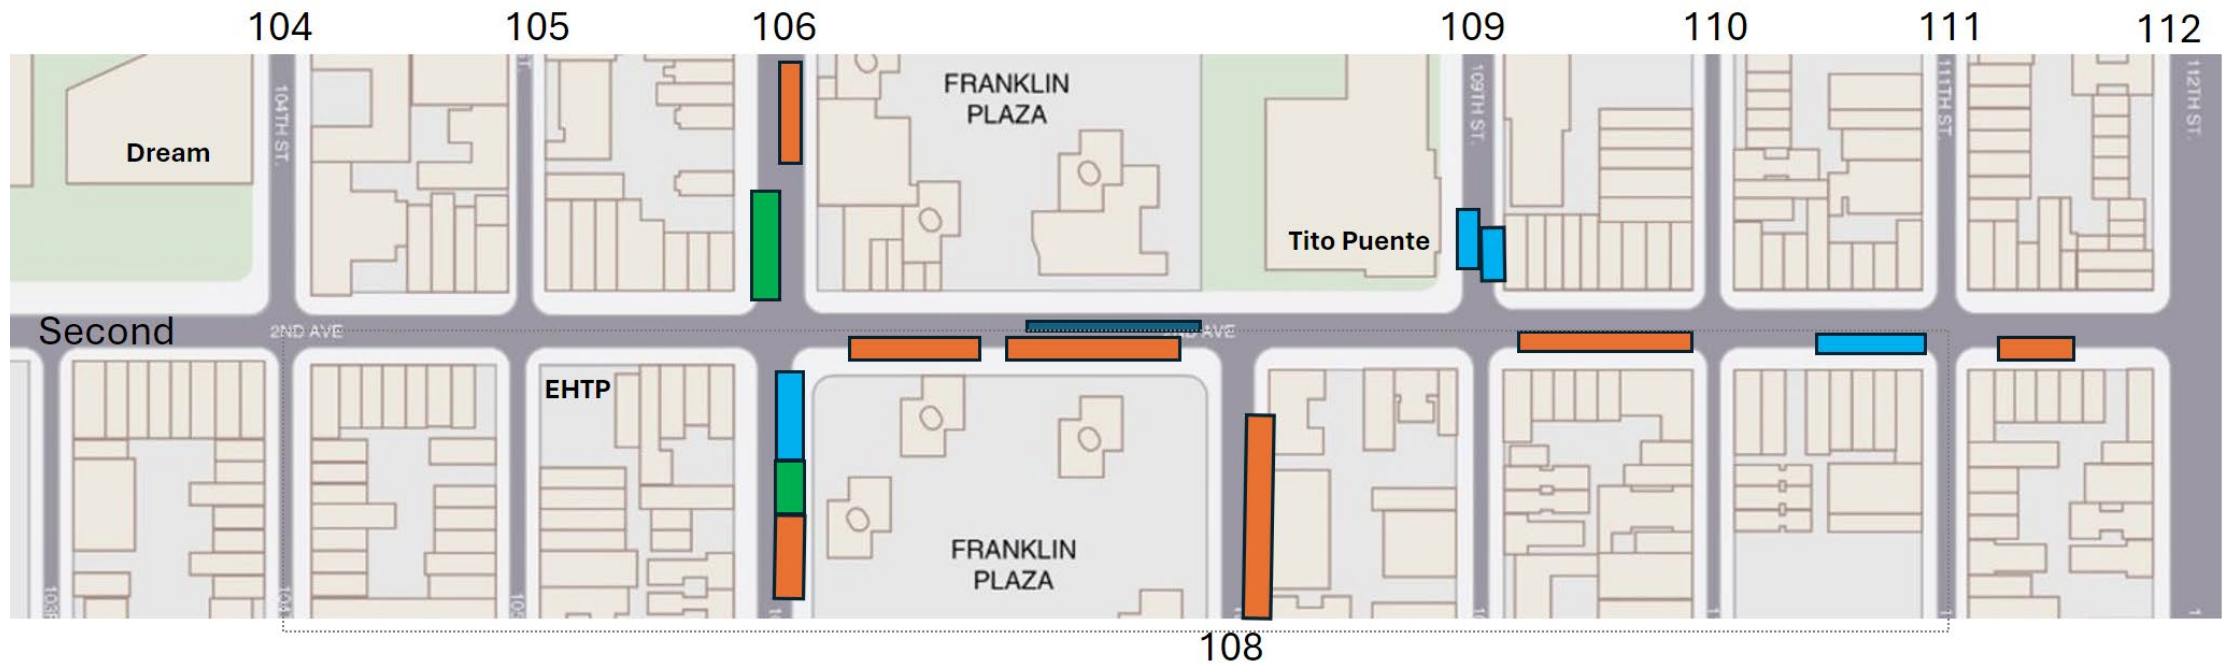 104
105
106
109
110
111
112
FRANKLIN
PLAZA
104TH ST.
109TH ST.
111TH ST.
112TH ST.
Dream
Tito Puente
Second
2ND AVE
AVE
EHTP
FRANKLIN
PLAZA
108